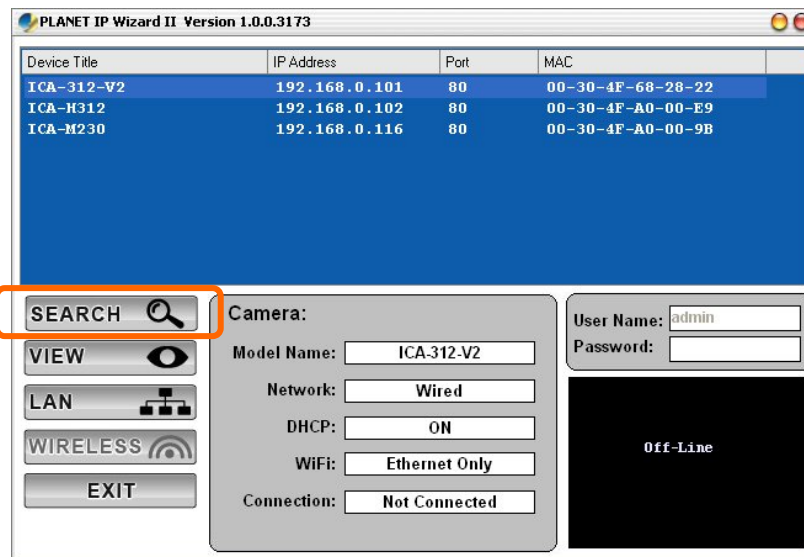 PLANET IP Wizard II Version 1.0.0.3173
Device Title IP Address Port MAC
ICA-312-V2 192.168.0.101 80 00-30-4F-68-28-22
ICA-H312 192.168.0.102 80 00-30-4F-A0-00-E9
ICA-M230 192.168.0.116 80 00-30-4F-A0-00-9B
SEARCH
VIEW
LAN
WIRELESS
EXIT
Camera:
Model Name: ICA-312-V2
Network: Wired
DHCP: ON
WiFi: Ethernet Only
Connection: Not Connected
User Name: admin
Password:
Off-Line